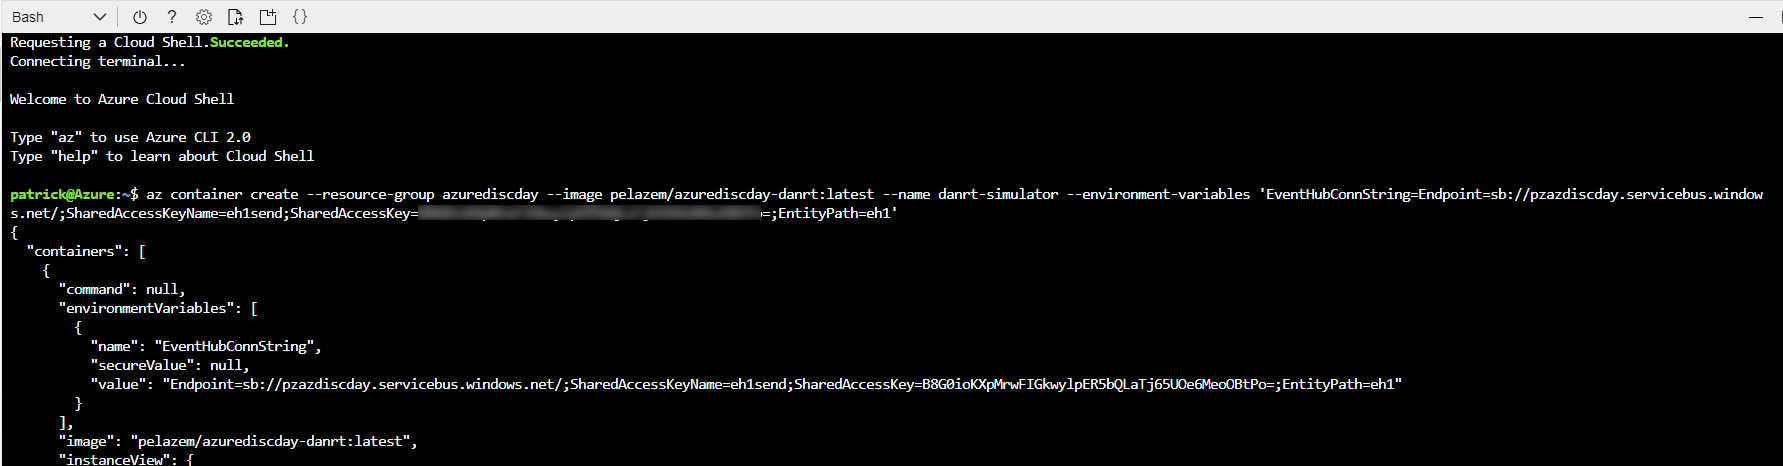 Bash
Requesting a Cloud Shell.Succeeded.
Connecting terminal...
Welcome to Azure Cloud Shell
Type "az" to use Azure CLI 2.0
Type "help" to learn about Cloud Shell
patrick@Azure:~$ az container create --resource-group azurediscday --image pelazem/azurediscday-danrt:latest --name danrt-simulator --environment-variables 'EventHubConnString=Endpoint=sb://pzazdiscday.servicebus.window
s.net/;SharedAccessKeyName=eh1send;SharedAccessKey= =;EntityPath=eh1'
{
"containers": [
{
"command": null,
"environmentVariables": [
{
"name": "EventHubConnString",
"secureValue": null,
"value": "Endpoint=sb://pzazdiscday.servicebus.windows.net/;SharedAccessKeyName=eh1send;SharedAccessKey=B8G0ioKXpMrwFIGkwylpER5bQLaTj65UOe6MeoOBtPo=;EntityPath=eh1"
}
],
"image": "pelazem/azurediscday-danrt:latest",
"instanceView": {